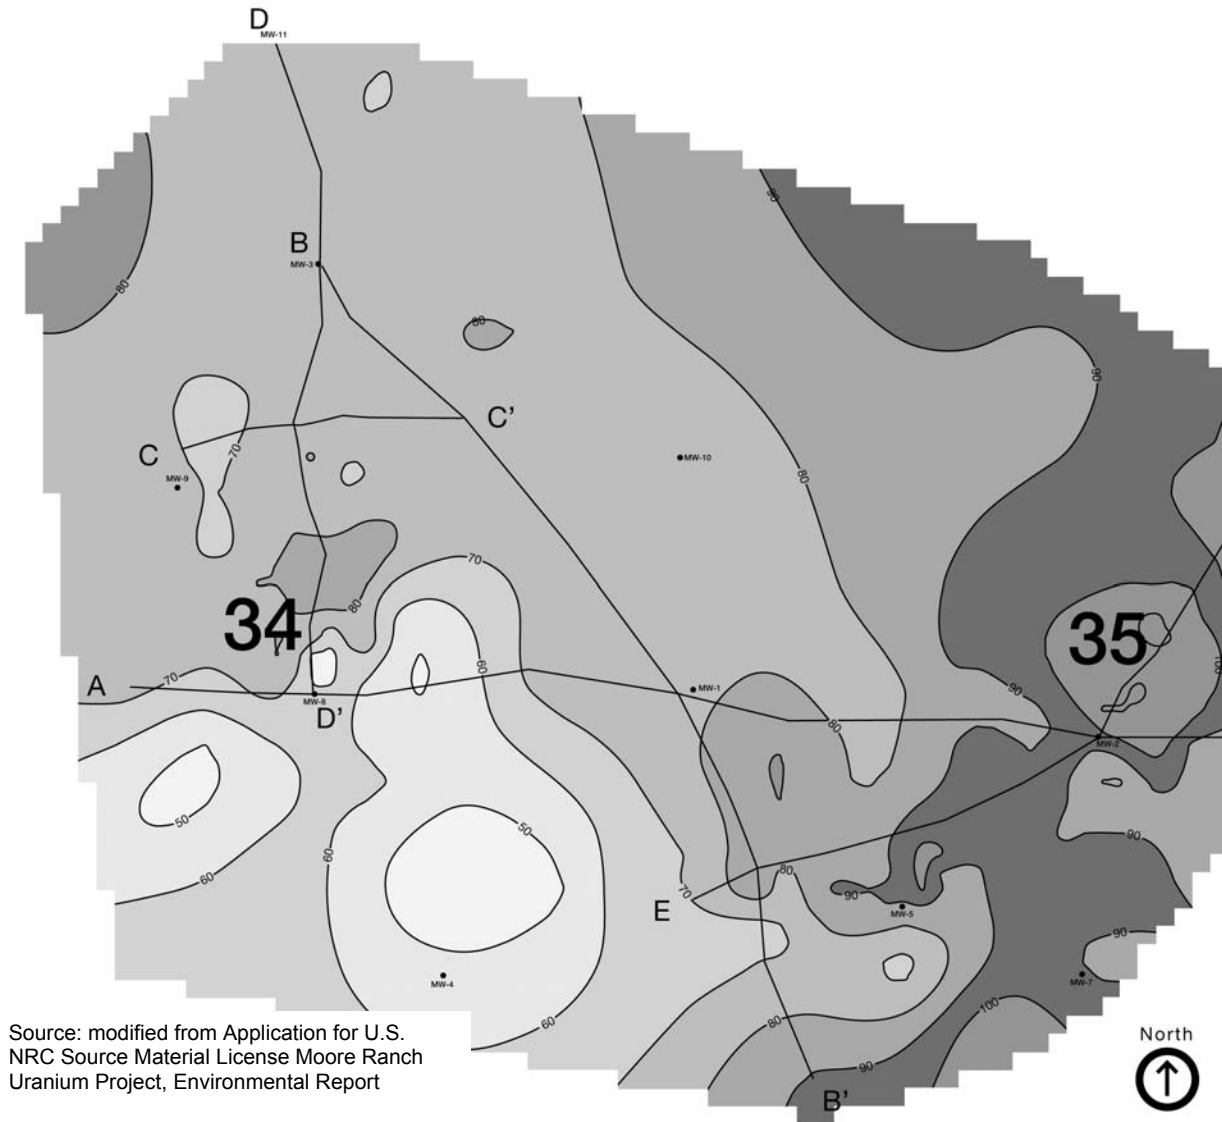 D
MW-11
90
B
MW-3
80
80
90
80
C'
C
70
MW-9
MW-10
70
80
34
35
60
100
A
70
90
MW-1
MW-8
D'
80
MW-2
50
50
90
60
60
80
70
90
E
MW-5
90
MW-4
MW-7
100
60
80
90
B'
Source: modified from Application for U.S.
NRC Source Material License Moore Ranch
Uranium Project, Environmental Report
North